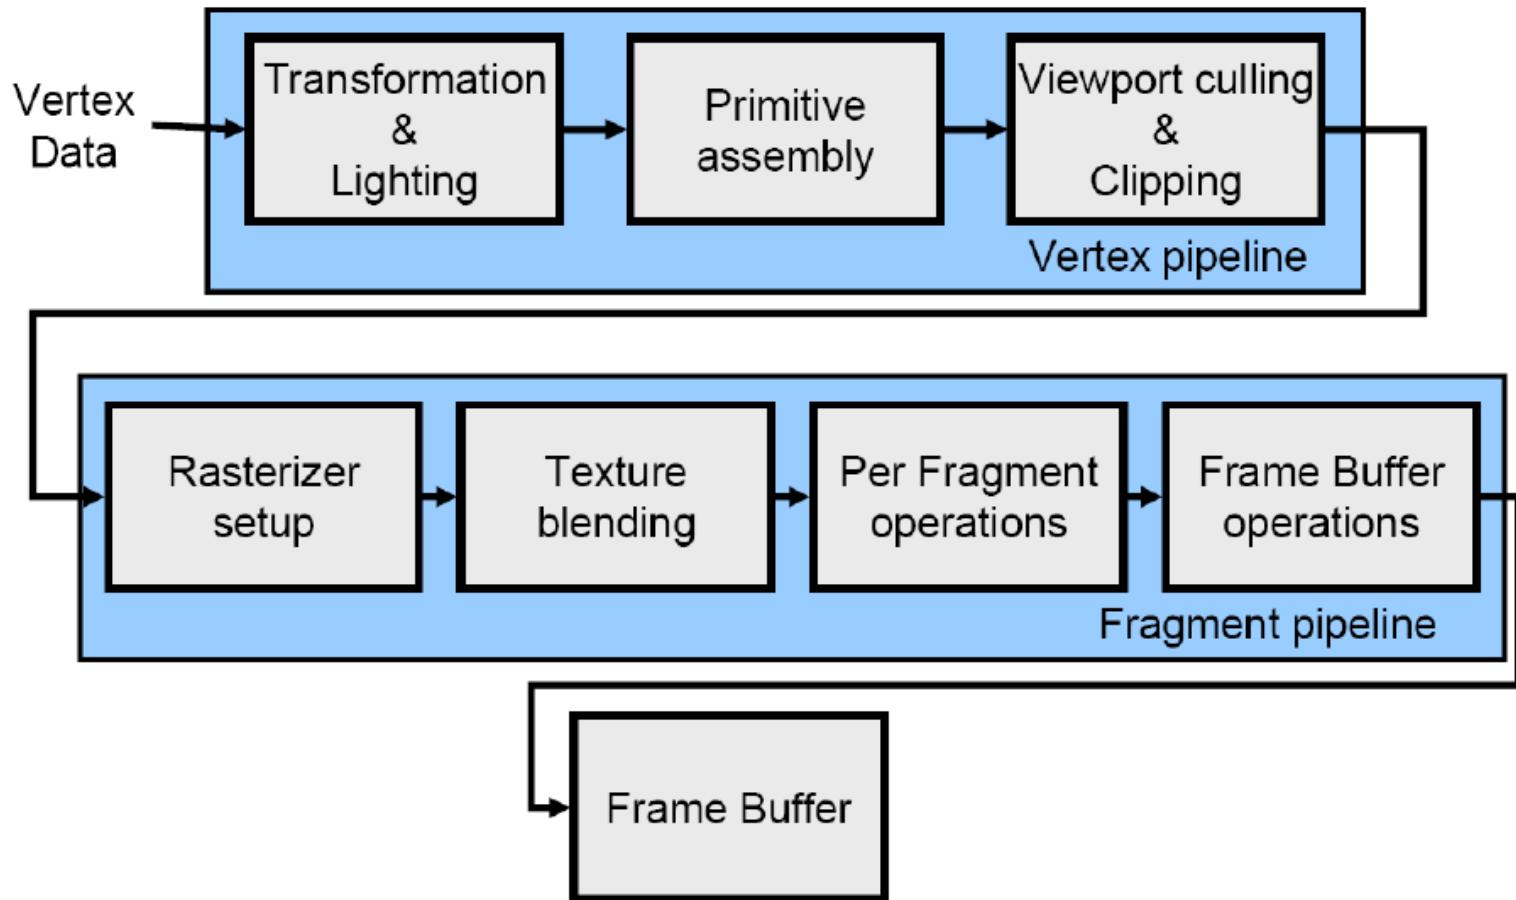 Vertex
Data
Transformation
&
Lighting
Primitive
assembly
Viewport culling
&
Clipping
Vertex pipeline
Rasterizer
setup
Texture
blending
Per Fragment
operations
Frame Buffer
operations
Fragment pipeline
Frame Buffer